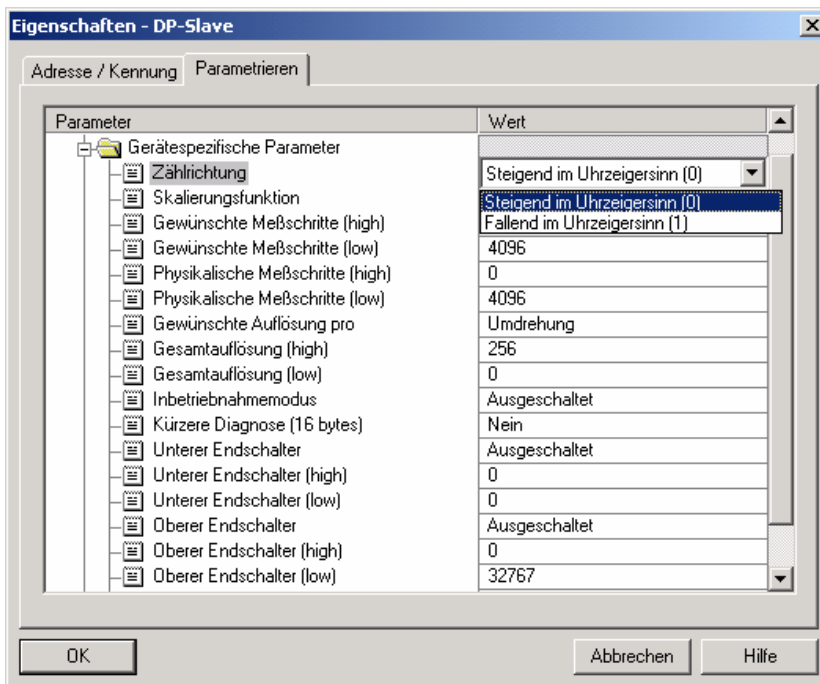 Eigenschaften - DP-Slave
Adresse / Kennung Parametrieren
Parameter Wert
Gerätespezifische Parameter
Zählrichtung Steigend im Uhrzeigersinn (0)
Skalierungsfunktion Steigend im Uhrzeigersinn (0)
Gewünschte Meßschritte (high) Fallend im Uhrzeigersinn (1)
Gewünschte Meßschritte (low) 4096
Physikalische Meßschritte (high) 0
Physikalische Meßschritte (low) 4096
Gewünschte Auflösung pro Umdrehung
Gesamtauflösung (high) 256
Gesamtauflösung (low) 0
Inbetriebnahmemodus Ausgeschaltet
Kürzere Diagnose (16 bytes) Nein
Unterer Endschalter Ausgeschaltet
Unterer Endschalter (high) 0
Unterer Endschalter (low) 0
Oberer Endschalter Ausgeschaltet
Oberer Endschalter (high) 0
Oberer Endschalter (low) 32767
OK Abbrechen Hilfe